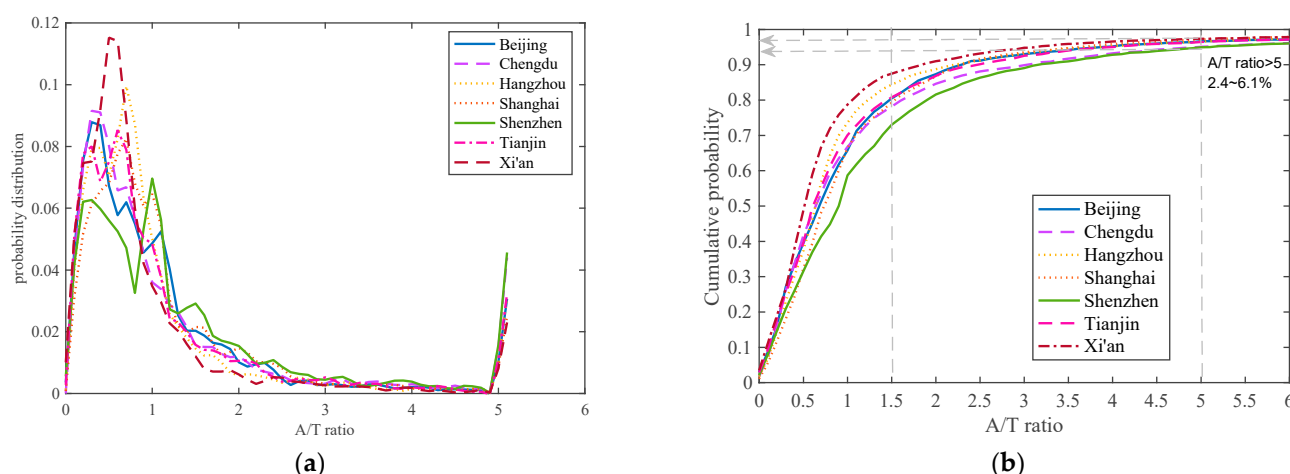 0.12
0.1
0.08
0.06
0.04
0.02
0
probability distribution
0 1 2 3 4 5 6
A/T ratio
Beijing
Chengdu
Hangzhou
Shanghai
Shenzhen
Tianjin
Xi'an
(a)
1
0.9
0.8
0.7
0.6
0.5
0.4
0.3
0.2
0.1
0
Cumulative probability
A/T ratio>5
2.4~6.1%
Beijing
Chengdu
Hangzhou
Shanghai
Shenzhen
Tianjin
Xi'an
0 0.5 1 1.5 2 2.5 3 3.5 4 4.5 5 5.5 6
A/T ratio
(b)